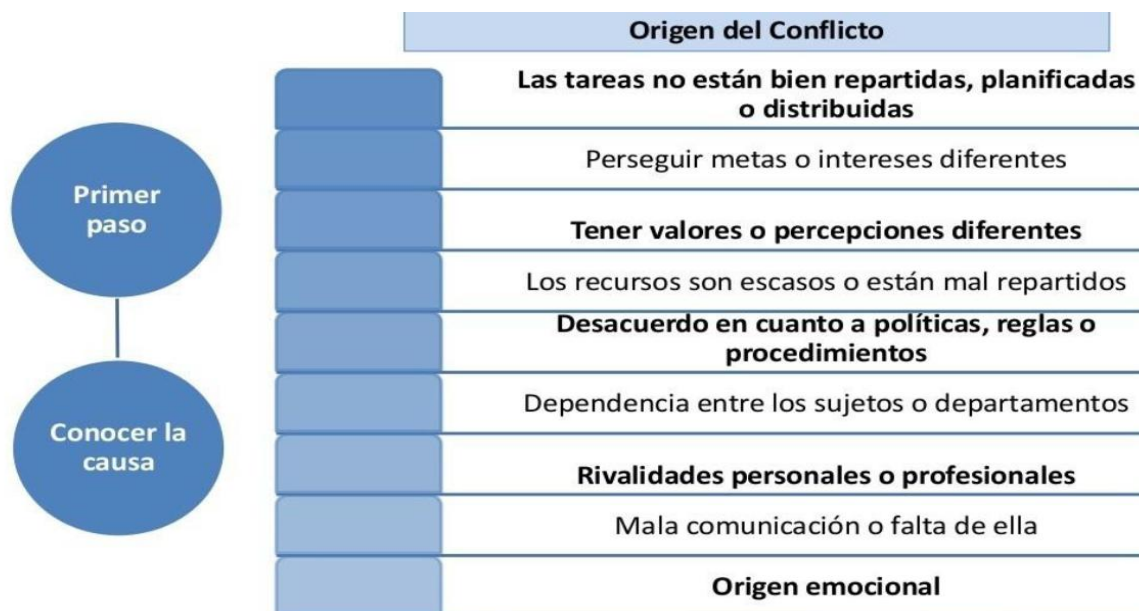 Origen del Conflicto
Primer
paso
Conocer la
causa
Las tareas no están bien repartidas, planificadas
o distribuidas
Perseguir metas o intereses diferentes
Tener valores o percepciones diferentes
Los recursos son escasos o están mal repartidos
Desacuerdo en cuanto a políticas, reglas o
procedimientos
Dependencia entre los sujetos o departamentos
Rivalidades personales o profesionales
Mala comunicación o falta de ella
Origen emocional